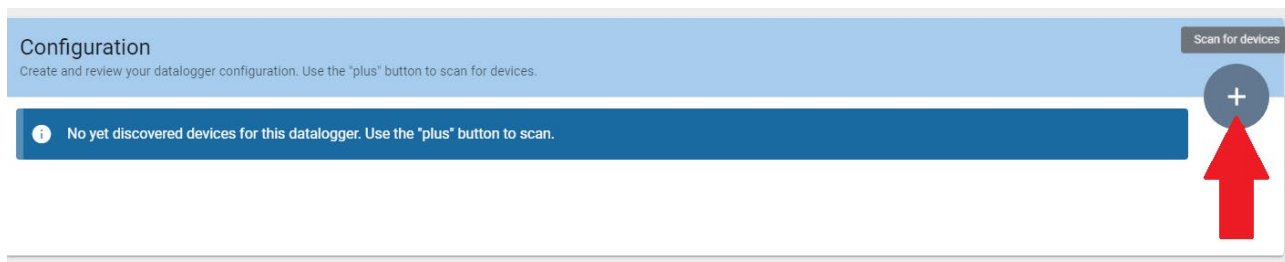 Configuration
Scan for devices
Create and review your datalogger configuration. Use the "plus" button to scan for devices.
No yet discovered devices for this datalogger. Use the "plus" button to scan.